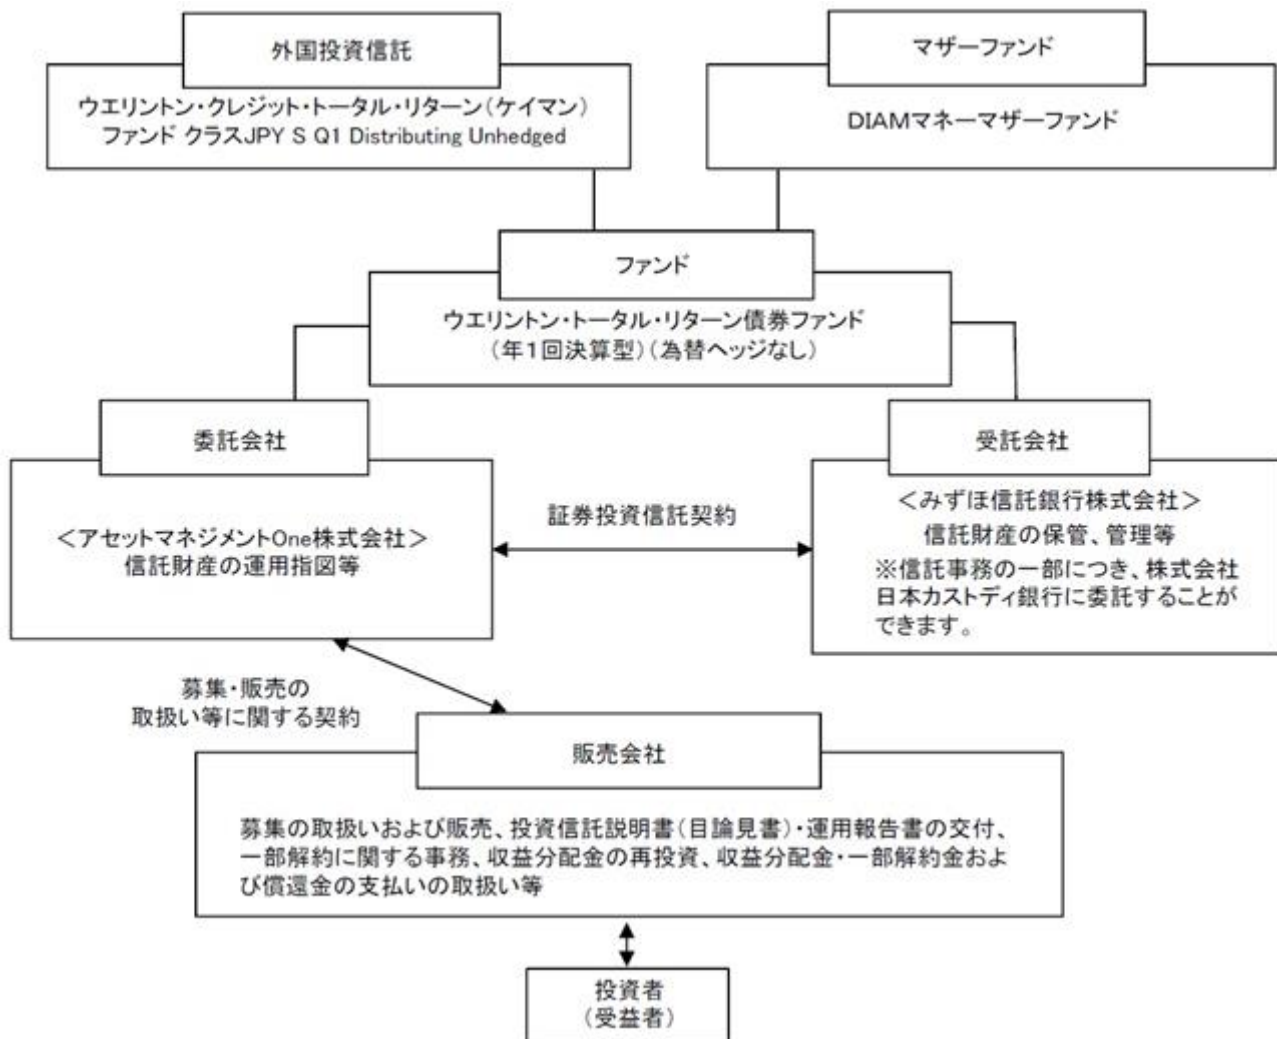 外国投資信託
ウエリントン・クレジット・トータル・リターン(ケイマン)
ファンド クラスJPY S Q1 Distributing Unhedged
マザーファンド
DIAMマネーマザーファンド
ファンド
ウエリントン・トータル・リターン債券ファンド
(年1回決算型)(為替ヘッジなし)
委託会社
<アセットマネジメントOne株式会社>
信託財産の運用指図等
証券投資信託契約
受託会社
<みずほ信託銀行株式会社>
信託財産の保管、管理等
※信託事務の一部につき、株式会社
日本カストディ銀行に委託することが
できます。
募集・販売の
取扱い等に関する契約
販売会社
募集の取扱いおよび販売、投資信託説明書(目論見書)・運用報告書の交付、
一部解約に関する事務、収益分配金の再投資、収益分配金・一部解約金およ
び償還金の支払いの取扱い等
投資者
(受益者)